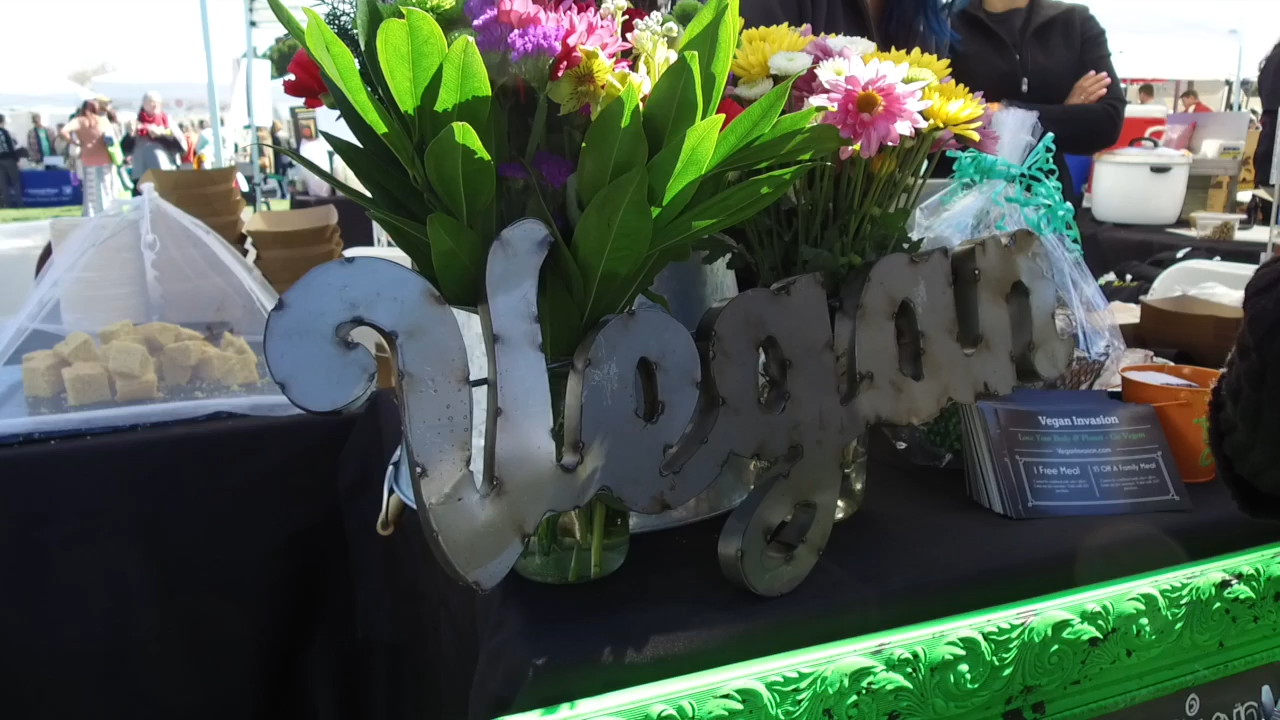 Vegan
Vegan Invasion
Love Your Body & Planet - Go Vegan
VeganInvasion.com
1 Free Meal
$5 Off A Family Meal